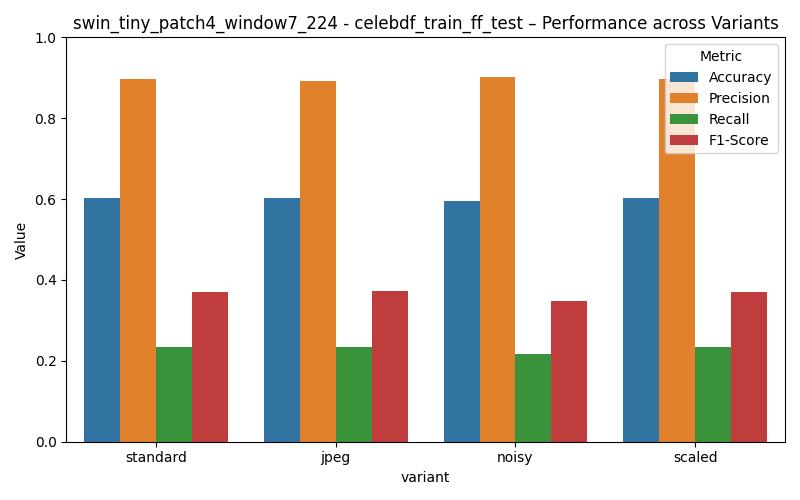 swin_tiny_patch4_window7_224 - celebdf_train_ff_test – Performance across Variants
Metric
Accuracy
Precision
Recall
F1-Score
Value
1.0
0.8
0.6
0.4
0.2
0.0
standard
jpeg
noisy
scaled
variant